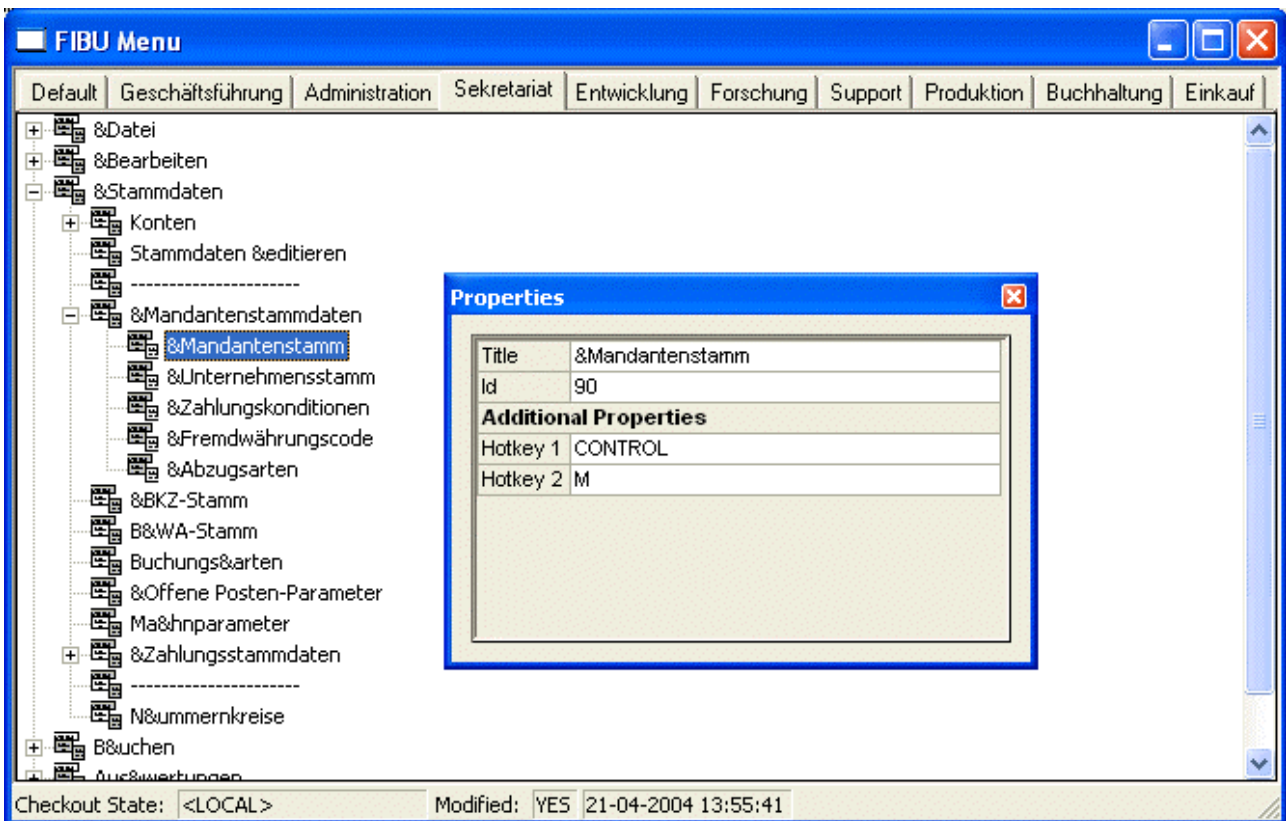 FIBU Menu
Default Geschäftsführung Administration Sekretariat Entwicklung Forschung Support Produktion Buchhaltung Einkauf
&Datei
&Bearbeiten
&Stammdaten
Konten
Stammdaten &editieren
----------------------
&Mandantenstammdaten
&Mandantenstamm
&Unternehmensstamm
&Zahlungskonditionen
&Fremdwährungscode
&Abzugsarten
&BKZ-Stamm
B&WA-Stamm
Buchungs&arten
&Offene Posten-Parameter
Ma&hnparameter
&Zahlungsstammdaten
----------------------
N&ummernkreise
B&uchen
Aus&wertungen
Properties
Title &Mandantenstamm
Id 90
Additional Properties
Hotkey 1 CONTROL
Hotkey 2 M
Checkout State: <LOCAL> Modified: YES 21-04-2004 13:55:41